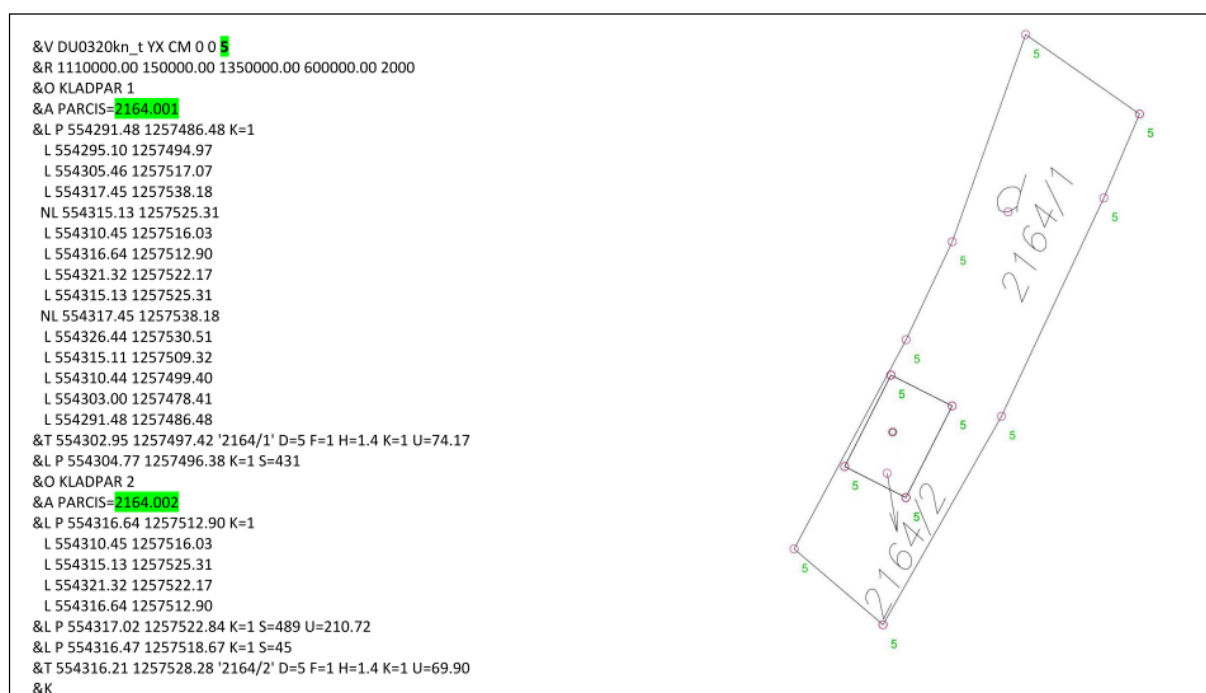 &V DU0320kn_t YX CM 0 0 5
&R 1110000.00 150000.00 1350000.00 600000.00 2000
&O KLADPAR 1
&A PARCIS=2164.001
&L P 554291.48 1257486.48 K=1
L 554295.10 1257494.97
L 554305.46 1257517.07
L 554317.45 1257538.18
NL 554315.13 1257525.31
L 554310.45 1257516.03
L 554316.64 1257512.90
L 554321.32 1257522.17
L 554315.13 1257525.31
NL 554317.45 1257538.18
L 554326.44 1257530.51
L 554315.11 1257509.32
L 554310.44 1257499.40
L 554303.00 1257478.41
L 554291.48 1257486.48
&T 554302.95 1257497.42 '2164/1' D=5 F=1 H=1.4 K=1 U=74.17
&L P 554304.77 1257496.38 K=1 S=431
&O KLADPAR 2
&A PARCIS=2164.002
&L P 554316.64 1257512.90 K=1
L 554310.45 1257516.03
L 554315.13 1257525.31
L 554321.32 1257522.17
L 554316.64 1257512.90
&L P 554317.02 1257522.84 K=1 S=489 U=210.72
&L P 554316.47 1257518.67 K=1 S=45
&T 554316.21 1257528.28 '2164/2' D=5 F=1 H=1.4 K=1 U=69.90
&K
5
5
5
2164/1
5
5
5
5
5
5
5
2164/2
5
5